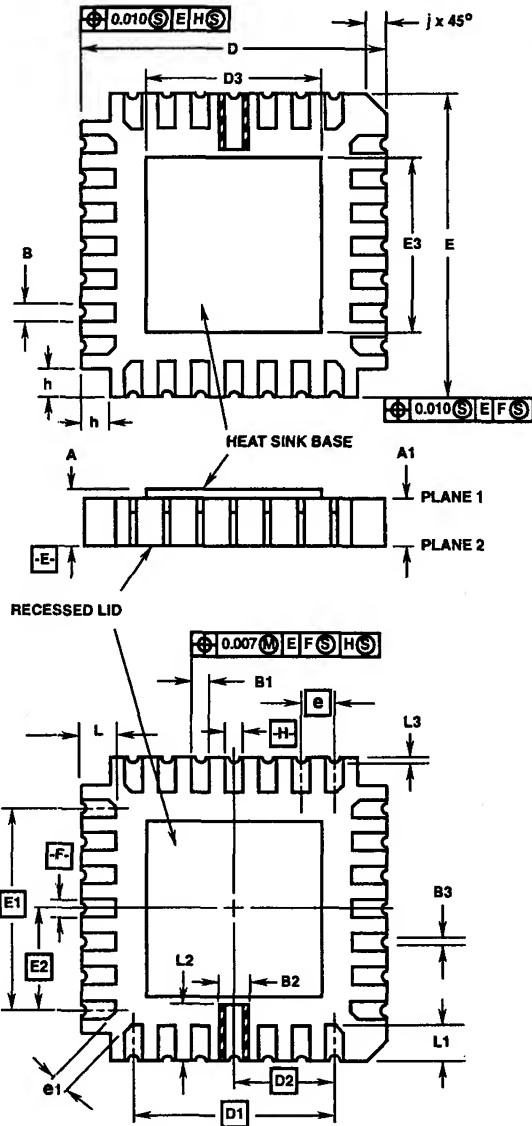 ⌖ 0.010 Ⓢ E H Ⓢ
j x 45°
D
D3
B
E3
E
h
h
⌖ 0.010 Ⓢ E F Ⓢ
HEAT SINK BASE
A
A1
PLANE 1
PLANE 2
-E-
RECESSED LID
⌖ 0.007 Ⓜ E F Ⓢ H Ⓢ
B1
e
L
-H-
L3
-F-
E1
B3
E2
L2
B2
L1
e1
D2
D1